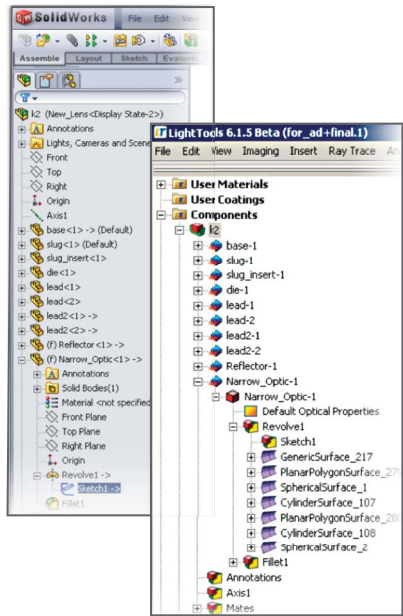 SolidWorks File Edit View
Assemble Layout Sketch Evaluate
k2 (New_Lens<Display State-2>)
Annotations
Lights, Cameras and Scene
Front
Top
Right
Origin
Axis1
base<1> -> (Default)
slug<1> (Default)
slug_insert<1>
die<1>
lead<1>
lead<2>
lead2<1> ->
lead2<2> ->
(f) Reflector<1> ->
(f) Narrow_Optic<1> ->
Annotations
Solid Bodies(1)
Material <not specified
Front Plane
Top Plane
Right Plane
Origin
Revolve1 ->
Sketch1 ->
Fillet1
LightTools 6.1.5 Beta (for_ad+final.1)
File Edit View Imaging Insert Ray Trace An
User Materials
User Coatings
Components
k2
base-1
slug-1
slug_insert-1
die-1
lead-1
lead-2
lead2-1
lead2-2
Reflector-1
Narrow_Optic-1
Narrow_Optic-1
Default Optical Properties
Revolve1
Sketch1
GenericSurface_217
PlanarPolygonSurface_279
SphericalSurface_1
CylinderSurface_107
PlanarPolygonSurface_280
CylinderSurface_108
SphericalSurface_2
Fillet1
Annotations
Axis1
Mates